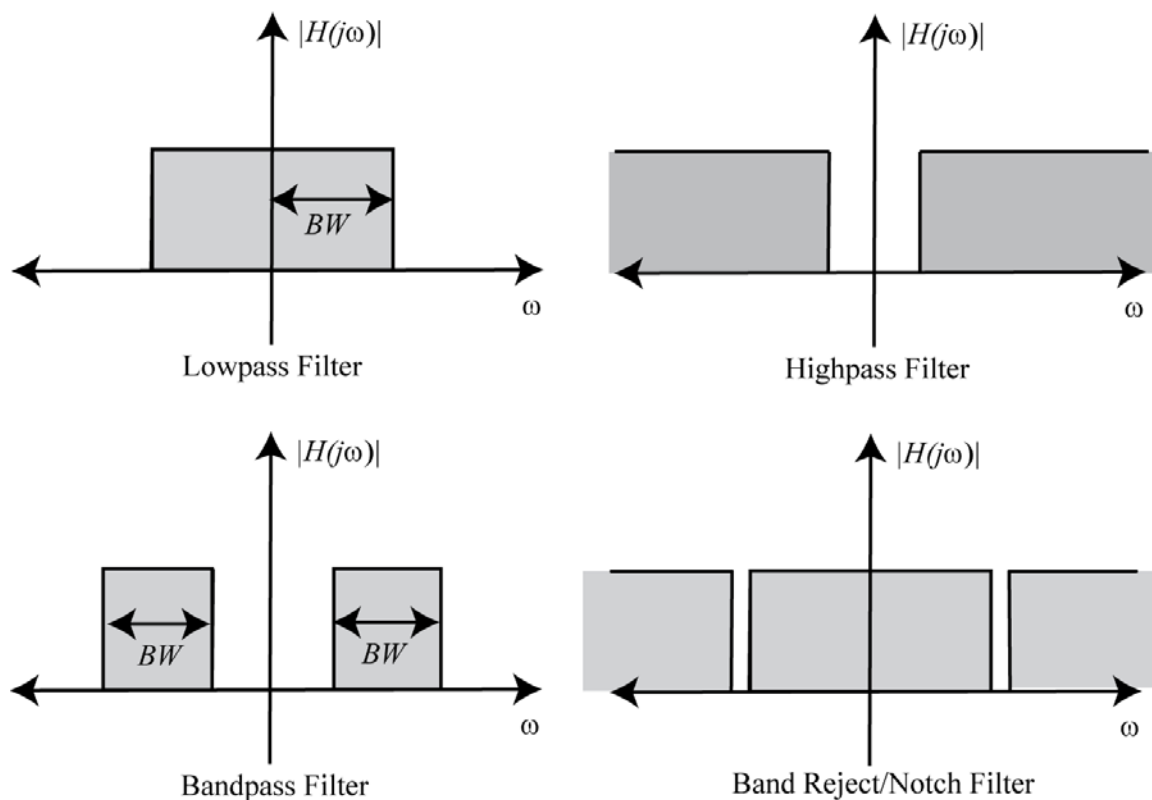 |H(jω)|
BW
ω
Lowpass Filter
|H(jω)|
ω
Highpass Filter
|H(jω)|
BW
BW
ω
Bandpass Filter
|H(jω)|
ω
Band Reject/Notch Filter